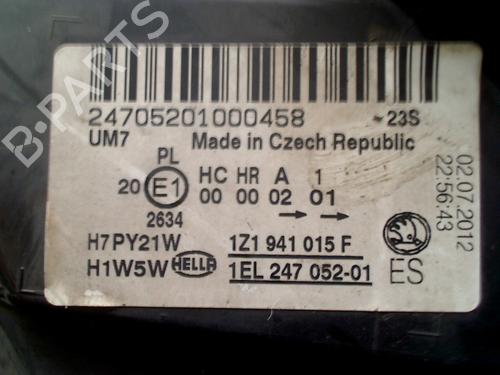 24705201000458 23S
UM7 Made in Czech Republic
PL
20 E1 HC HR A 1
00 00 02 01
2634
H7PY21W 1Z1 941 015 F
H1W5W HELLA 1EL 247 052-01
ES
02.07.2012
22:56:43
B-PARTS